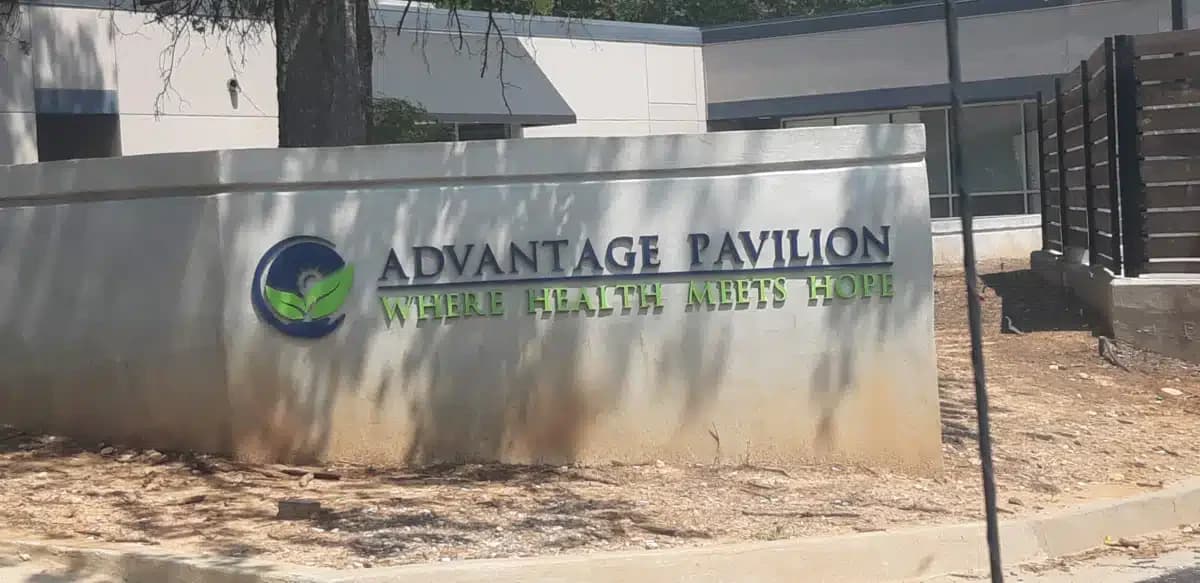 ADVANTAGE PAVILION
WHERE HEALTH MEETS HOPE